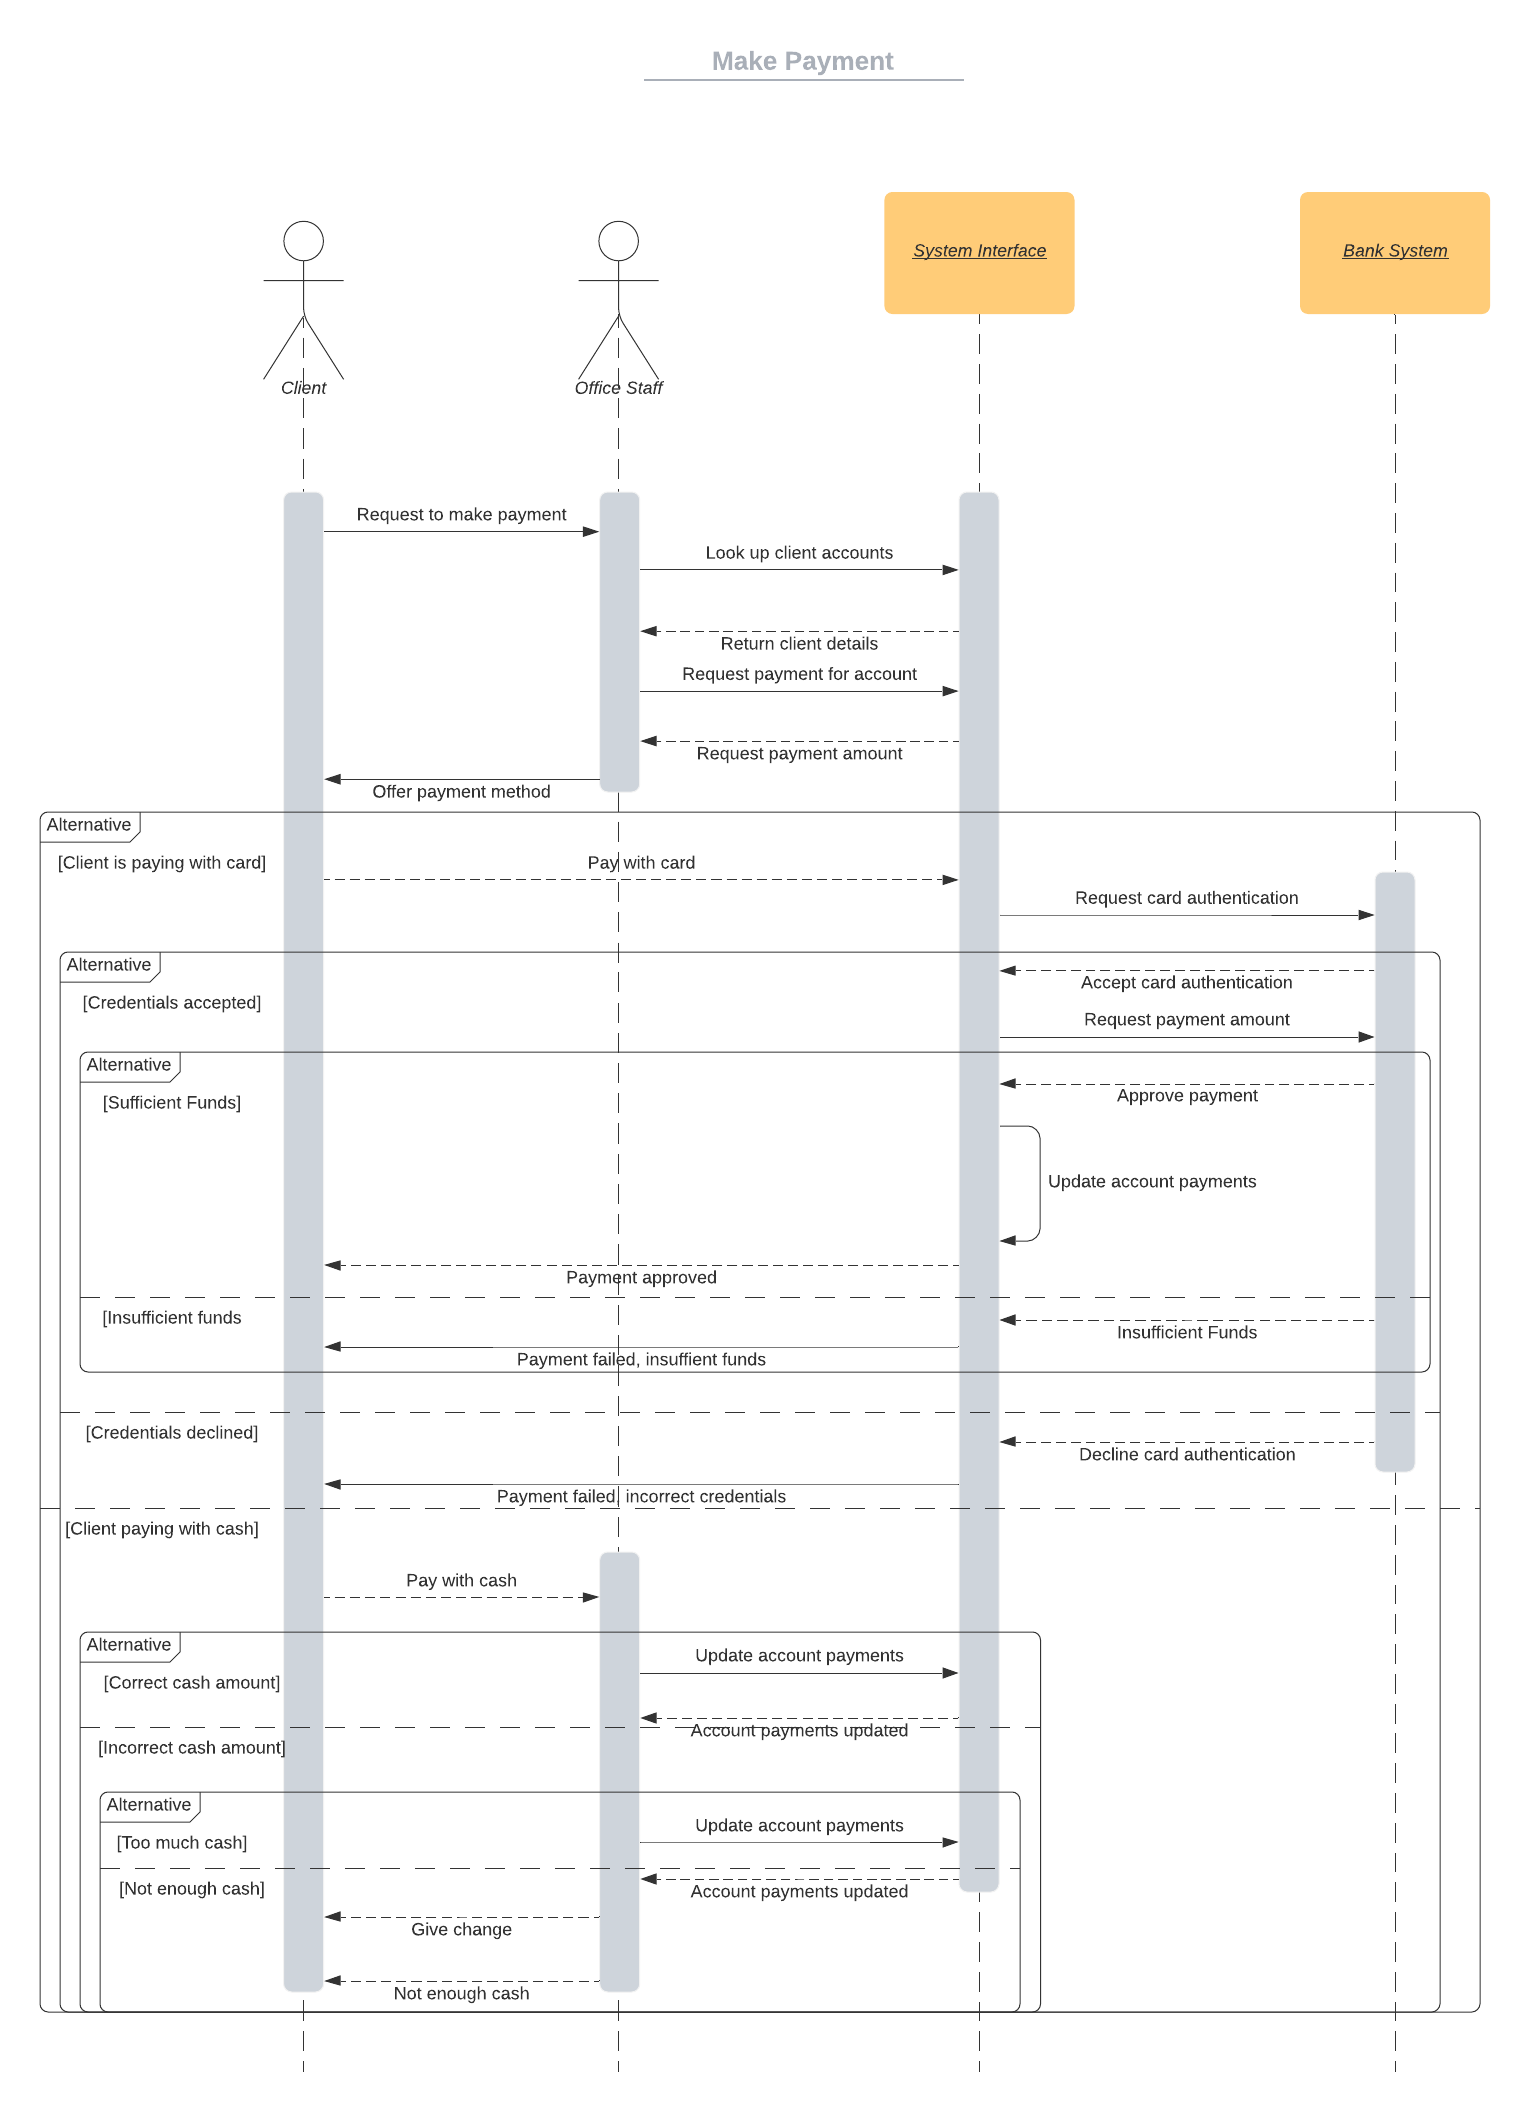 Make Payment
System Interface
Bank System
Client
Office Staff
Request to make payment
Look up client accounts
Return client details
Request payment for account
Request payment amount
Offer payment method
Alternative
[Client is paying with card]
Pay with card
Request card authentication
Alternative
Accept card authentication
[Credentials accepted]
Request payment amount
Alternative
Approve payment
[Sufficient Funds]
Update account payments
Payment approved
[Insufficient funds
Insufficient Funds
Payment failed, insuffient funds
[Credentials declined]
Decline card authentication
Payment failed, incorrect credentials
[Client paying with cash]
Pay with cash
Alternative
Update account payments
[Correct cash amount]
Account payments updated
[Incorrect cash amount]
Alternative
Update account payments
[Too much cash]
[Not enough cash]
Account payments updated
Give change
Not enough cash